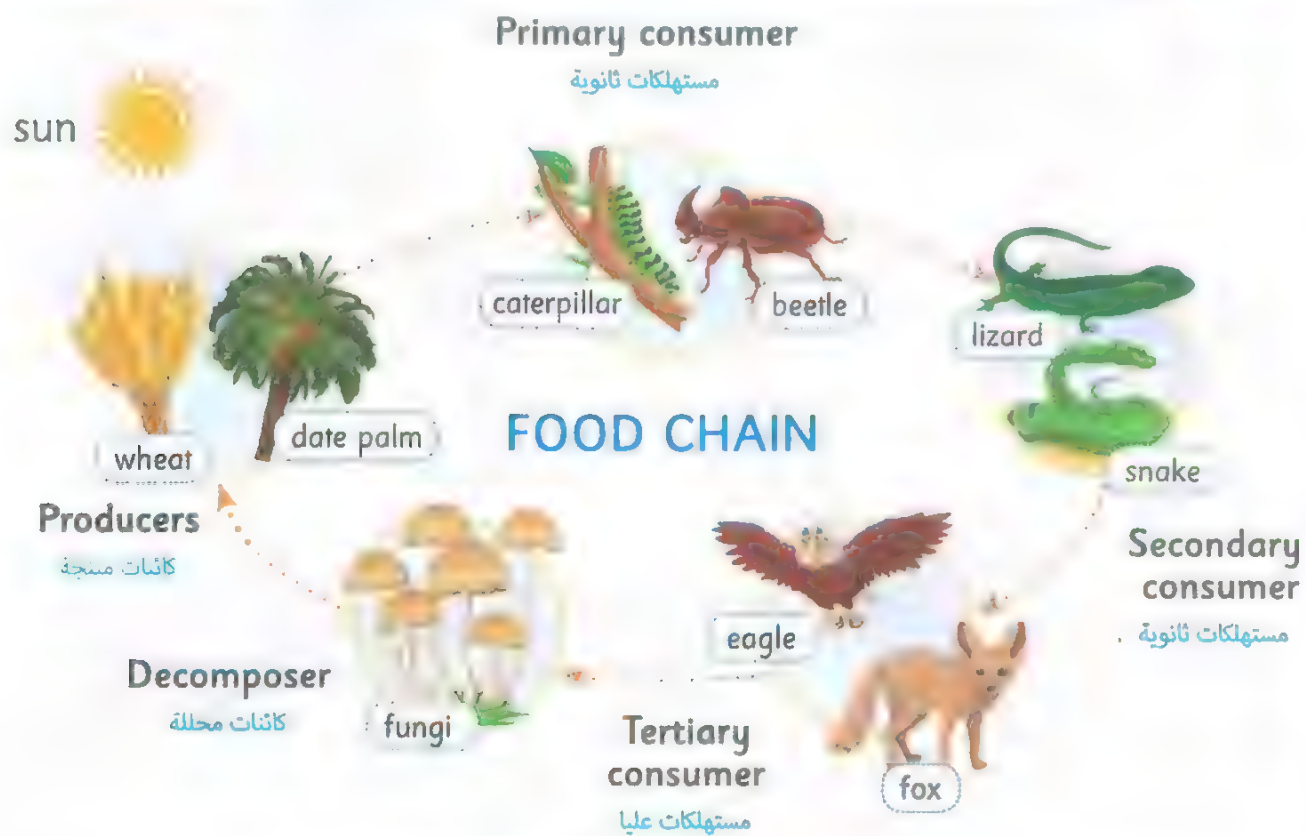 Primary consumer
مستهلكات ثانوية
sun
caterpillar
beetle
lizard
wheat
date palm
FOOD CHAIN
snake
Producers
كائنات منتجة
Secondary
consumer
مستهلكات ثانوية
eagle
Decomposer
كائنات محللة
fungi
Tertiary
consumer
مستهلكات عليا
fox